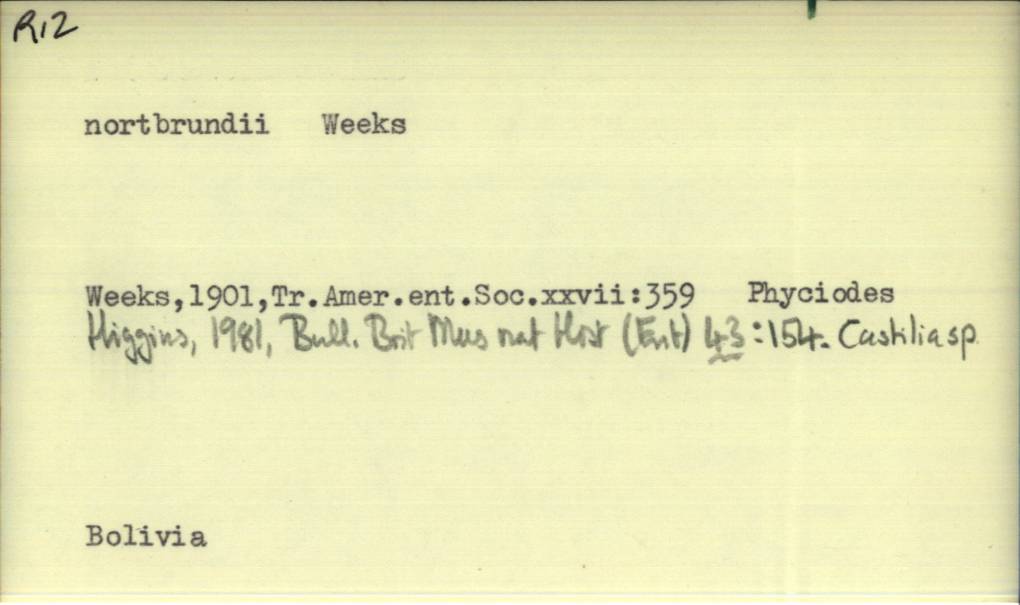 R12
nortbrundii Weeks
Weeks,1901,Tr.Amer.ent.Soc.xxvii:359 Phyciodes
Higgins, 1981, Bull. Brit Mus nat Hist (Ent) 43:154. Castilia sp.
Bolivia